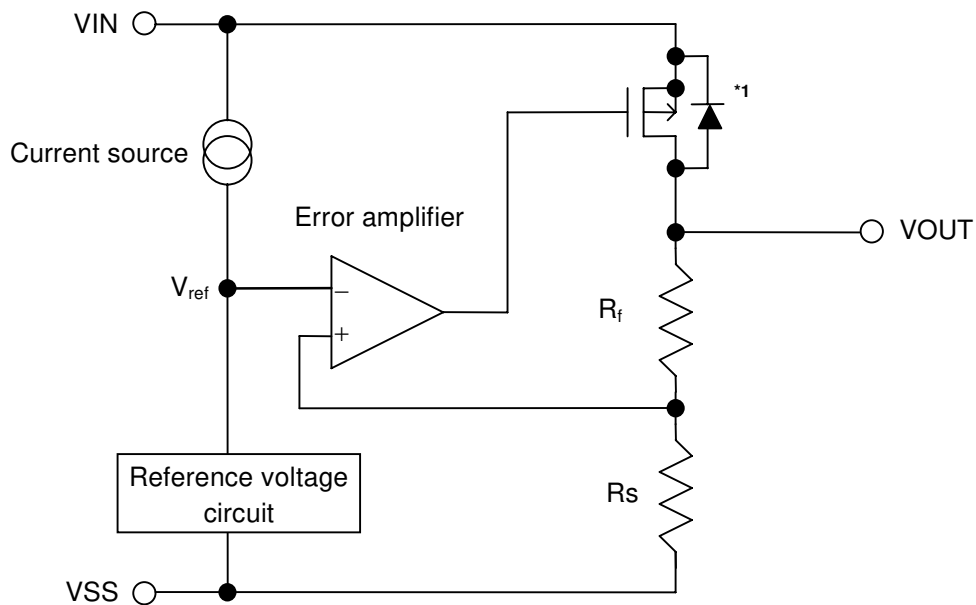 VIN
*1
Current source
Error amplifier
VOUT
Vref
−
+
Rf
Reference voltage
circuit
Rs
VSS